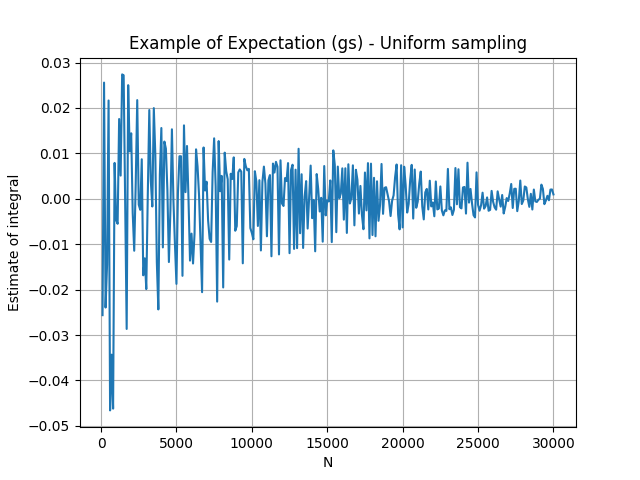 Example of Expectation (gs) - Uniform sampling
0.03
0.02
0.01
0.00
−0.01
−0.02
−0.03
−0.04
−0.05
Estimate of integral
0 5000 10000 15000 20000 25000 30000
N